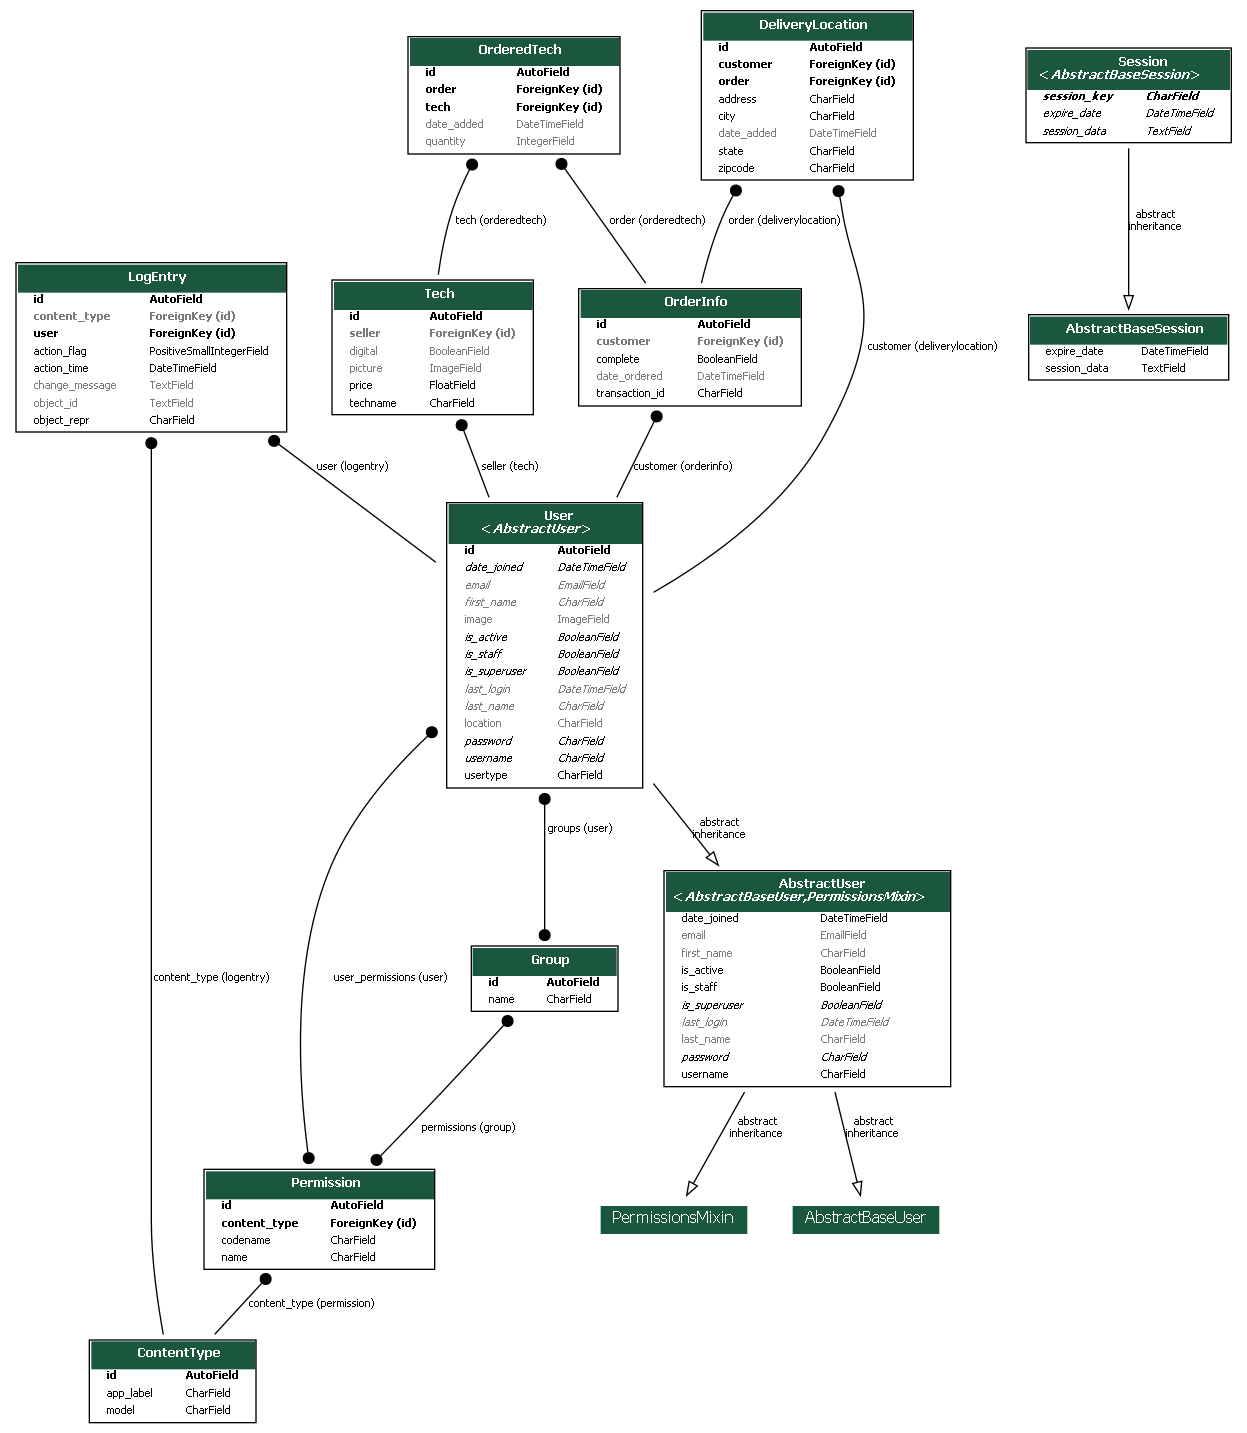 OrderedTech
id AutoField
order ForeignKey (id)
tech ForeignKey (id)
date_added DateTimeField
quantity IntegerField
DeliveryLocation
id AutoField
customer ForeignKey (id)
order ForeignKey (id)
address CharField
city CharField
date_added DateTimeField
state CharField
zipcode CharField
Session
<AbstractBaseSession>
session_key CharField
expire_date DateTimeField
session_data TextField
tech (orderedtech)
order (orderedtech)
order (deliverylocation)
abstract
inheritance
LogEntry
id AutoField
content_type ForeignKey (id)
user ForeignKey (id)
action_flag PositiveSmallIntegerField
action_time DateTimeField
change_message TextField
object_id TextField
object_repr CharField
Tech
id AutoField
seller ForeignKey (id)
digital BooleanField
picture ImageField
price FloatField
techname CharField
OrderInfo
id AutoField
customer ForeignKey (id)
complete BooleanField
date_ordered DateTimeField
transaction_id CharField
customer (deliverylocation)
AbstractBaseSession
expire_date DateTimeField
session_data TextField
user (logentry)
seller (tech)
customer (orderinfo)
User
<AbstractUser>
id AutoField
date_joined DateTimeField
email EmailField
first_name CharField
image ImageField
is_active BooleanField
is_staff BooleanField
is_superuser BooleanField
last_login DateTimeField
last_name CharField
location CharField
password CharField
username CharField
usertype CharField
groups (user)
abstract
inheritance
AbstractUser
<AbstractBaseUser,PermissionsMixin>
date_joined DateTimeField
email EmailField
first_name CharField
is_active BooleanField
is_staff BooleanField
is_superuser BooleanField
last_login DateTimeField
last_name CharField
password CharField
username CharField
content_type (logentry)
user_permissions (user)
Group
id AutoField
name CharField
permissions (group)
abstract
inheritance
abstract
inheritance
Permission
id AutoField
content_type ForeignKey (id)
codename CharField
name CharField
PermissionsMixin
AbstractBaseUser
content_type (permission)
ContentType
id AutoField
app_label CharField
model CharField